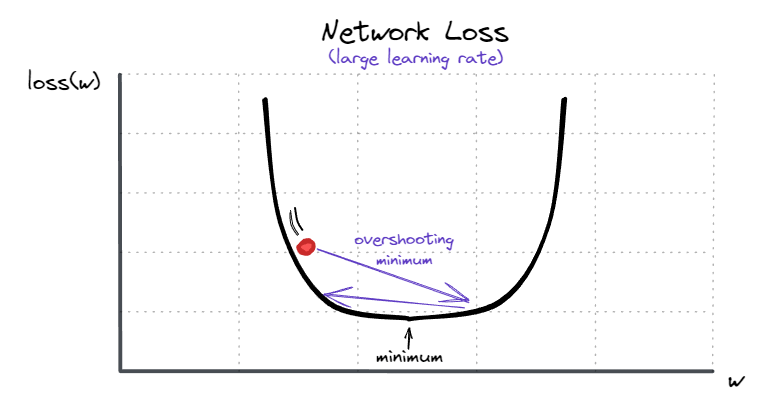 Network Loss
(large learning rate)
loss(w)
overshooting
minimum
minimum
w